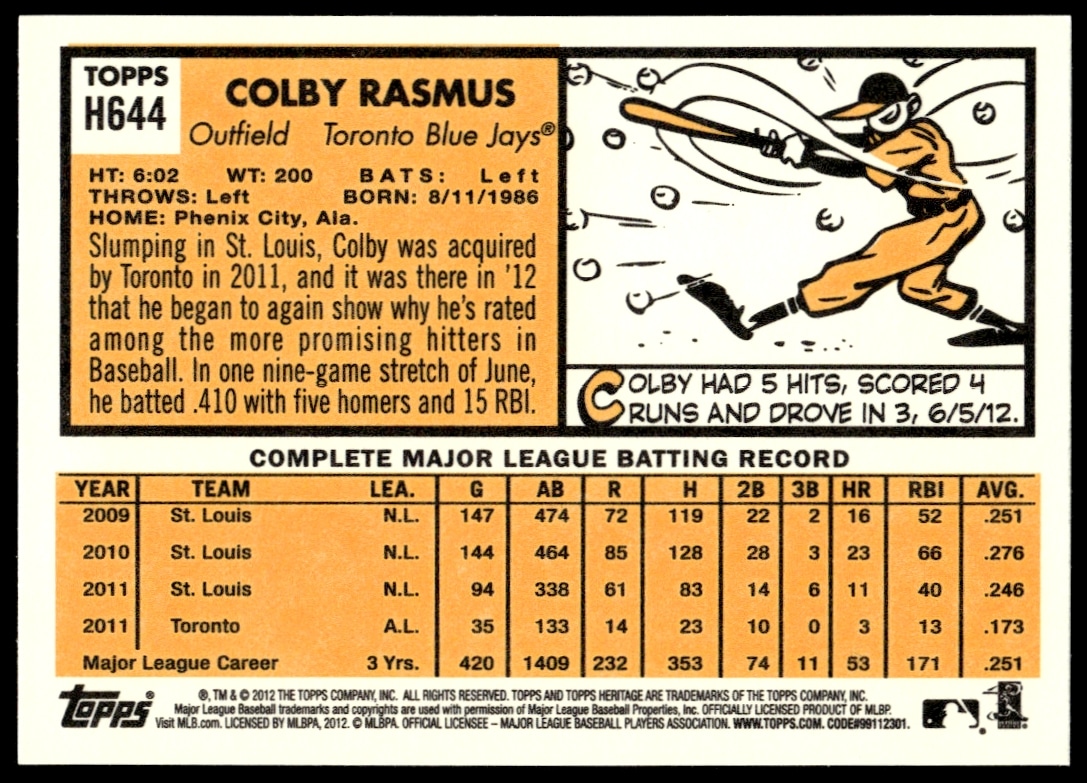 TOPPS
H644
COLBY RASMUS
Outfield Toronto Blue Jays®
HT: 6:02 WT: 200 BATS: Left
THROWS: Left BORN: 8/11/1986
HOME: Phenix City, Ala.
Slumping in St. Louis, Colby was acquired
by Toronto in 2011, and it was there in '12
that he began to again show why he's rated
among the more promising hitters in
Baseball. In one nine-game stretch of June,
he batted .410 with five homers and 15 RBI.
COLBY HAD 5 HITS, SCORED 4
RUNS AND DROVE IN 3, 6/5/12.
COMPLETE MAJOR LEAGUE BATTING RECORD
YEAR TEAM LEA. G AB R H 2B 3B HR RBI AVG.
2009 St. Louis N.L. 147 474 72 119 22 2 16 52 .251
2010 St. Louis N.L. 144 464 85 128 28 3 23 66 .276
2011 St. Louis N.L. 94 338 61 83 14 6 11 40 .246
2011 Toronto A.L. 35 133 14 23 10 0 3 13 .173
Major League Career 3 Yrs. 420 1409 232 353 74 11 53 171 .251
Topps®
®, TM & © 2012 THE TOPPS COMPANY, INC. ALL RIGHTS RESERVED. TOPPS AND TOPPS HERITAGE ARE TRADEMARKS OF THE TOPPS COMPANY, INC.
Major League Baseball trademarks and copyrights are used with permission of Major League Baseball Properties, Inc. OFFICIALLY LICENSED PRODUCT OF MLBP.
Visit MLB.com. LICENSED BY MLBPA, 2012. © MLBPA. OFFICIAL LICENSEE – MAJOR LEAGUE BASEBALL PLAYERS ASSOCIATION. WWW.TOPPS.COM. CODE#99112301.